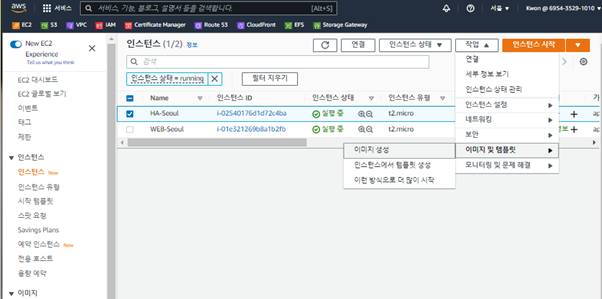 aws
서비스
서비스, 기능, 블로그, 설명서 등을 검색합니다.
[Alt+S]
서울
Kwon @ 6954-3529-1010
EC2
S3
VPC
IAM
Certificate Manager
Route 53
CloudFront
EFS
Storage Gateway
New EC2
Experience
Tell us what you think
EC2 대시보드
EC2 글로벌 보기
이벤트
태그
제한
인스턴스
인스턴스 New
인스턴스 유형
시작 템플릿
스팟 요청
Savings Plans
예약 인스턴스 New
전용 호스트
용량 예약
이미지
인스턴스 (1/2) 정보
연결
인스턴스 상태
작업
인스턴스 시작
검색
인스턴스 상태 = running
필터 지우기
Name
인스턴스 ID
인스턴스 상태
인스턴스 유형
HA-Seoul
i-02540176d1d72c4ba
실행 중
t2.micro
WEB-Seoul
i-01e321269b8a1b2fb
실행 중
t2.micro
연결
세부 정보 보기
인스턴스 상태 관리
인스턴스 설정
네트워킹
보안
이미지 및 템플릿
모니터링 및 문제 해결
이미지 생성
인스턴스에서 템플릿 생성
이런 방식으로 더 많이 시작